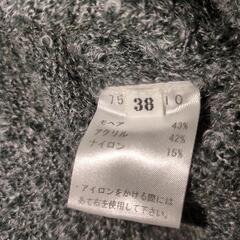 75 38 10
モヘア 43%
アクリル 42%
ナイロン 15%
・アイロンをかける際には
あて布を使用して下さい。